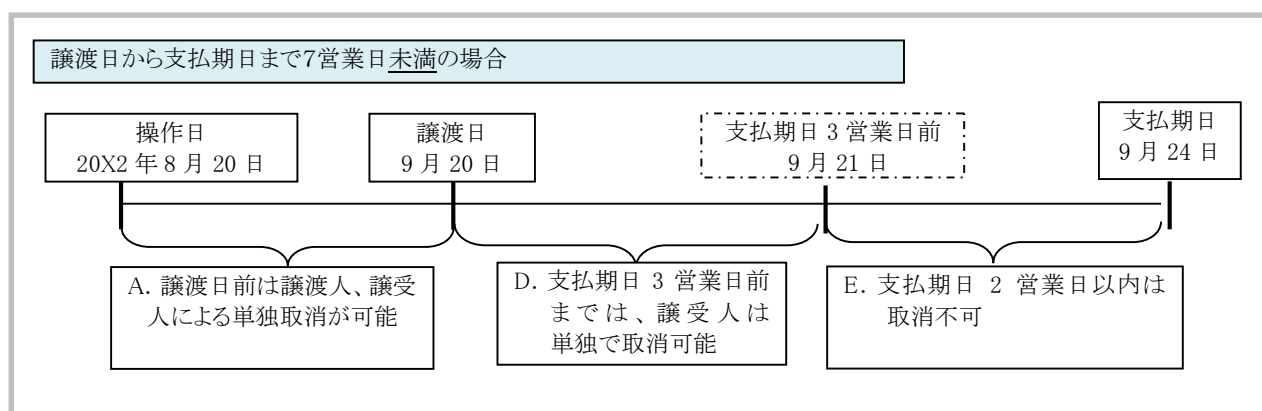 譲渡日から支払期日まで7営業日未満の場合
操作日
20X2 年 8 月 20 日
譲渡日
9 月 20 日
支払期日 3 営業日前
9 月 21 日
支払期日
9 月 24 日
A. 譲渡日前は譲渡人、譲受
人による単独取消が可能
D. 支払期日 3 営業日前
までは、譲受人は
単独で取消可能
E. 支払期日 2 営業日以内は
取消不可